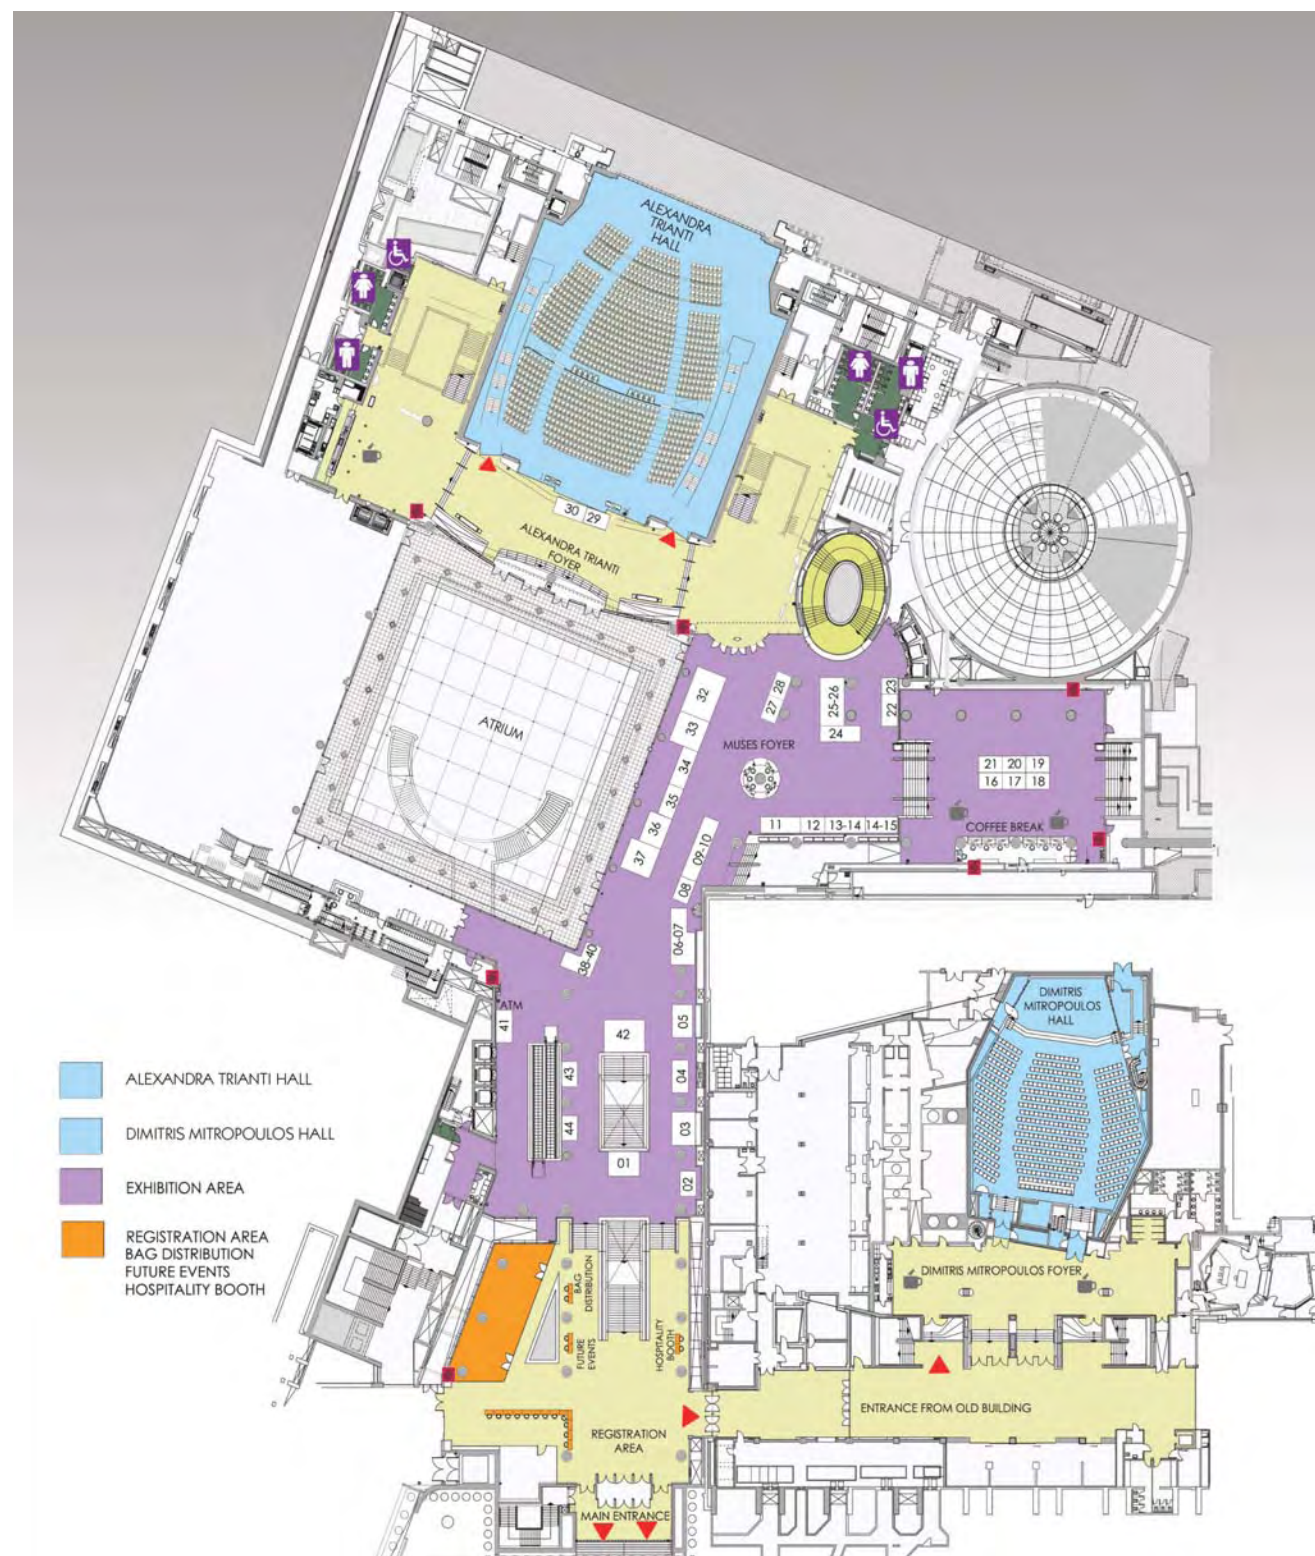 ALEXANDRA
TRIANTI
HALL
30 29
ALEXANDRA TRIANTI
FOYER
ATRIUM
32
33
34
35
36
37
27 28
25-26
24
23
22
MUSES FOYER
21 20 19
16 17 18
COFFEE BREAK
11 12 13-14 14-15
09-10
08
06-07
38-40
ATM
41
42
43
44
05
04
03
02
01
DIMITRIS
MITROPOULOS
HALL
ALEXANDRA TRIANTI HALL
DIMITRIS MITROPOULOS HALL
EXHIBITION AREA
REGISTRATION AREA
BAG DISTRIBUTION
FUTURE EVENTS
HOSPITALITY BOOTH
BAG
DISTRIBUTION
FUTURE
EVENTS
HOSPITALITY
BOOTH
DIMITRIS MITROPOULOS FOYER
ENTRANCE FROM OLD BUILDING
REGISTRATION
AREA
MAIN ENTRANCE